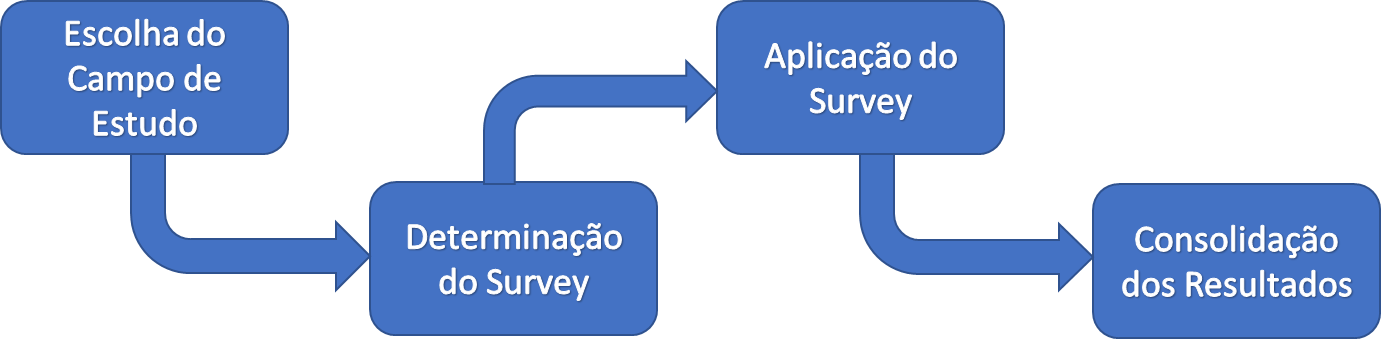 Escolha do
Campo de
Estudo
Determinação
do Survey
Aplicação do
Survey
Consolidação
dos Resultados